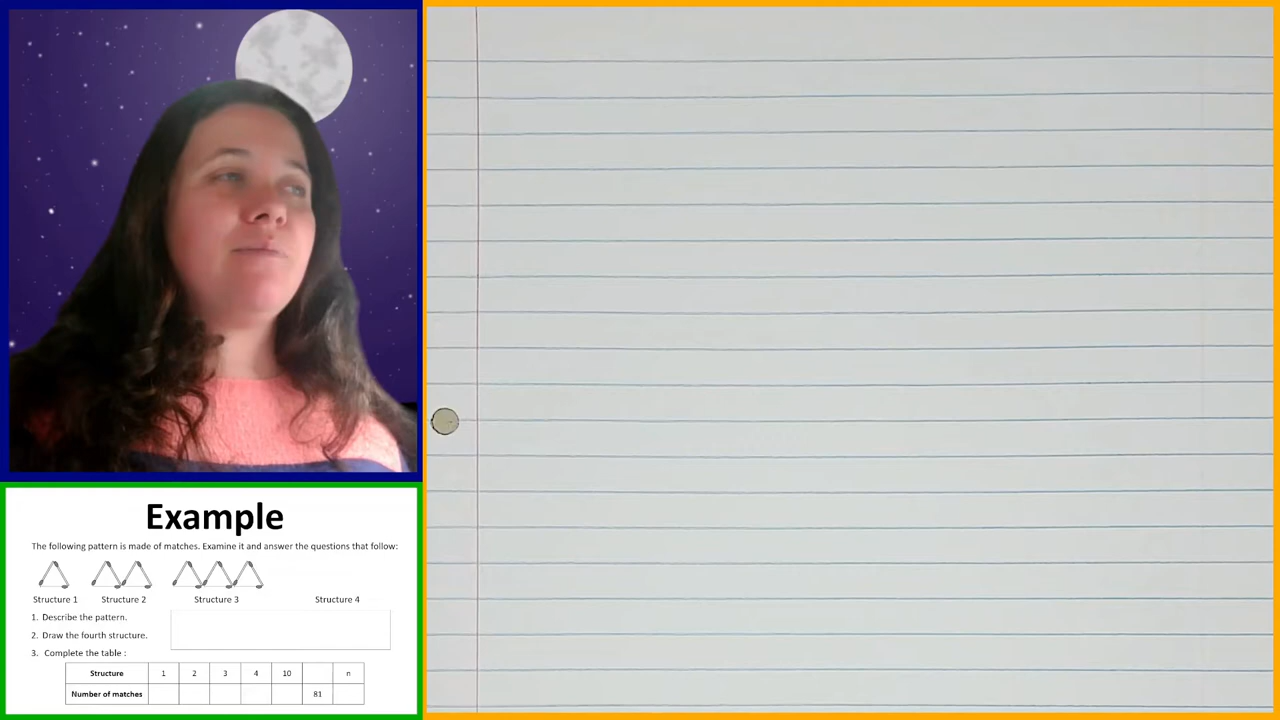 Example
The following pattern is made of matches. Examine it and answer the questions that follow:
Structure 1 Structure 2 Structure 3 Structure 4
1. Describe the pattern.
2. Draw the fourth structure.
3. Complete the table :
Structure 1 2 3 4 10 n
Number of matches 81